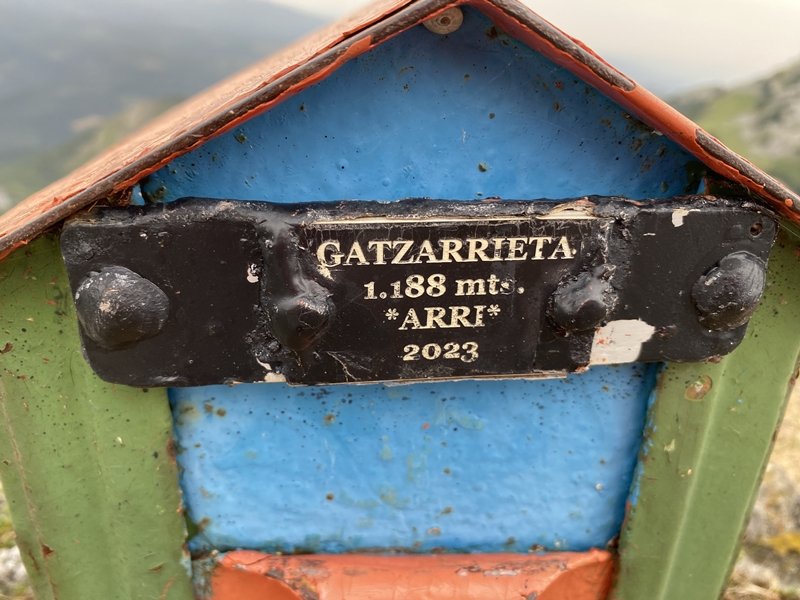 GATZARRIETA
1.188 mts.
*ARRI*
2023